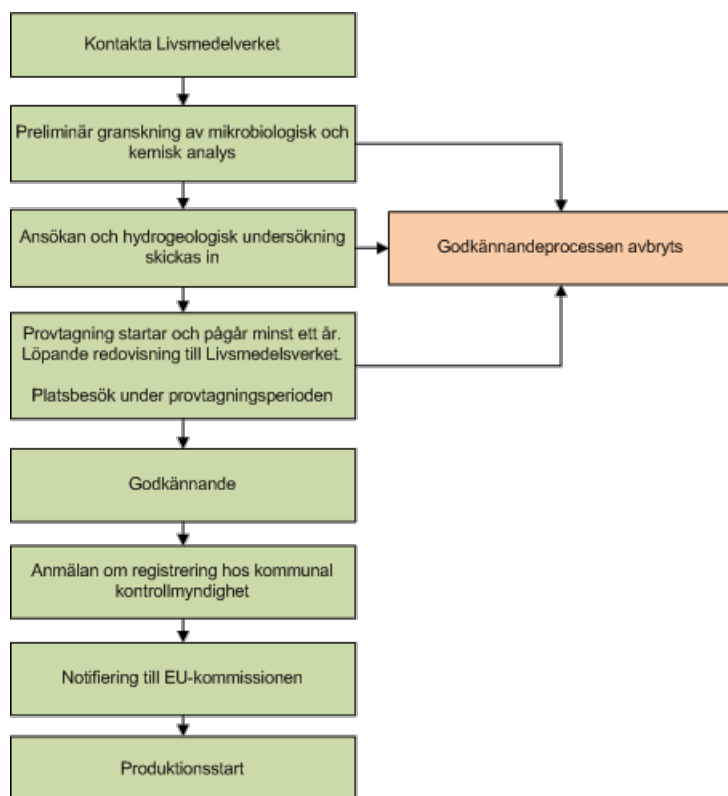 Kontakta Livsmedelverket
Preliminär granskning av mikrobiologisk och
kemisk analys
Ansökan och hydrogeologisk undersökning
skickas in
Godkännandeprocessen avbryts
Provtagning startar och pågår minst ett år.
Löpande redovisning till Livsmedelsverket.
Platsbesök under provtagningsperioden
Godkännande
Anmälan om registrering hos kommunal
kontrollmyndighet
Notifiering till EU-kommissionen
Produktionsstart